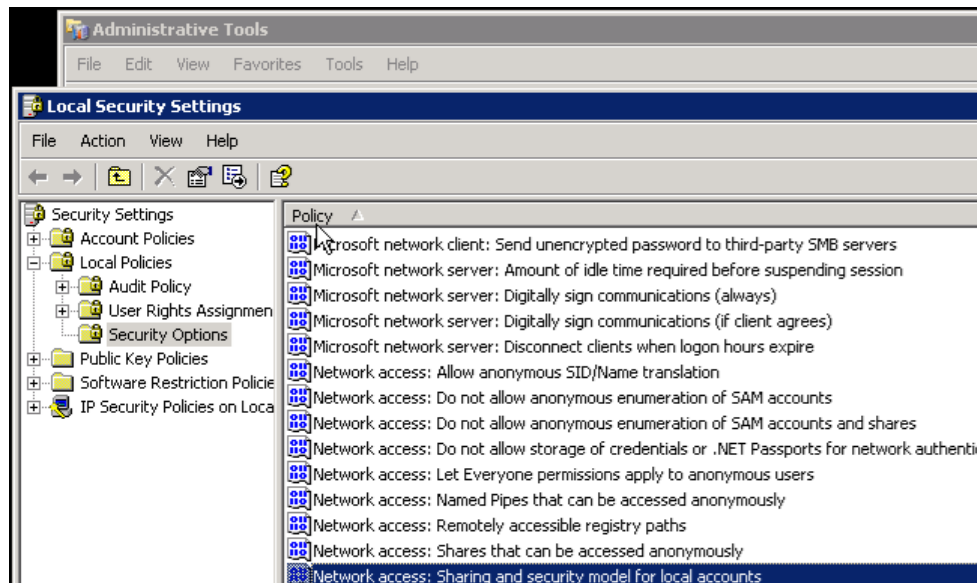 Administrative Tools
File Edit View Favorites Tools Help
Local Security Settings
File Action View Help
Security Settings
Account Policies
Local Policies
Audit Policy
User Rights Assignmen
Security Options
Public Key Policies
Software Restriction Policie
IP Security Policies on Loca
Policy
Microsoft network client: Send unencrypted password to third-party SMB servers
Microsoft network server: Amount of idle time required before suspending session
Microsoft network server: Digitally sign communications (always)
Microsoft network server: Digitally sign communications (if client agrees)
Microsoft network server: Disconnect clients when logon hours expire
Network access: Allow anonymous SID/Name translation
Network access: Do not allow anonymous enumeration of SAM accounts
Network access: Do not allow anonymous enumeration of SAM accounts and shares
Network access: Do not allow storage of credentials or .NET Passports for network authenti
Network access: Let Everyone permissions apply to anonymous users
Network access: Named Pipes that can be accessed anonymously
Network access: Remotely accessible registry paths
Network access: Shares that can be accessed anonymously
Network access: Sharing and security model for local accounts